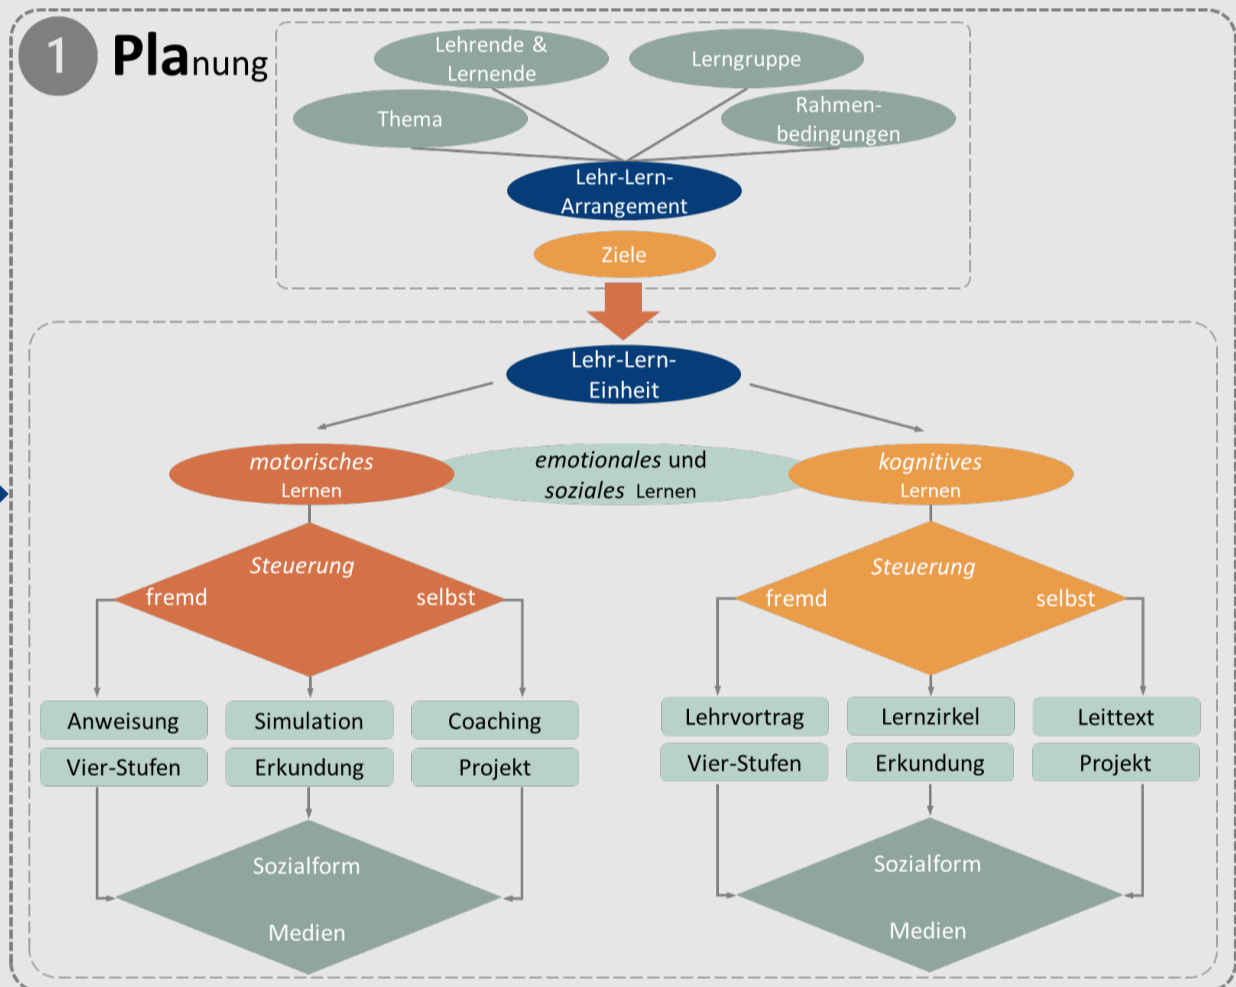 1 Planung
Lehrende &
Lernende
Lerngruppe
Thema
Rahmen-
bedingungen
Lehr-Lern-
Arrangement
Ziele
Lehr-Lern-
Einheit
motorisches
Lernen
emotionales und
soziales Lernen
kognitives
Lernen
Steuerung
fremd selbst
Steuerung
fremd selbst
Anweisung Simulation Coaching
Vier-Stufen Erkundung Projekt
Lehrvortrag Lernzirkel Leittext
Vier-Stufen Erkundung Projekt
Sozialform
Medien
Sozialform
Medien